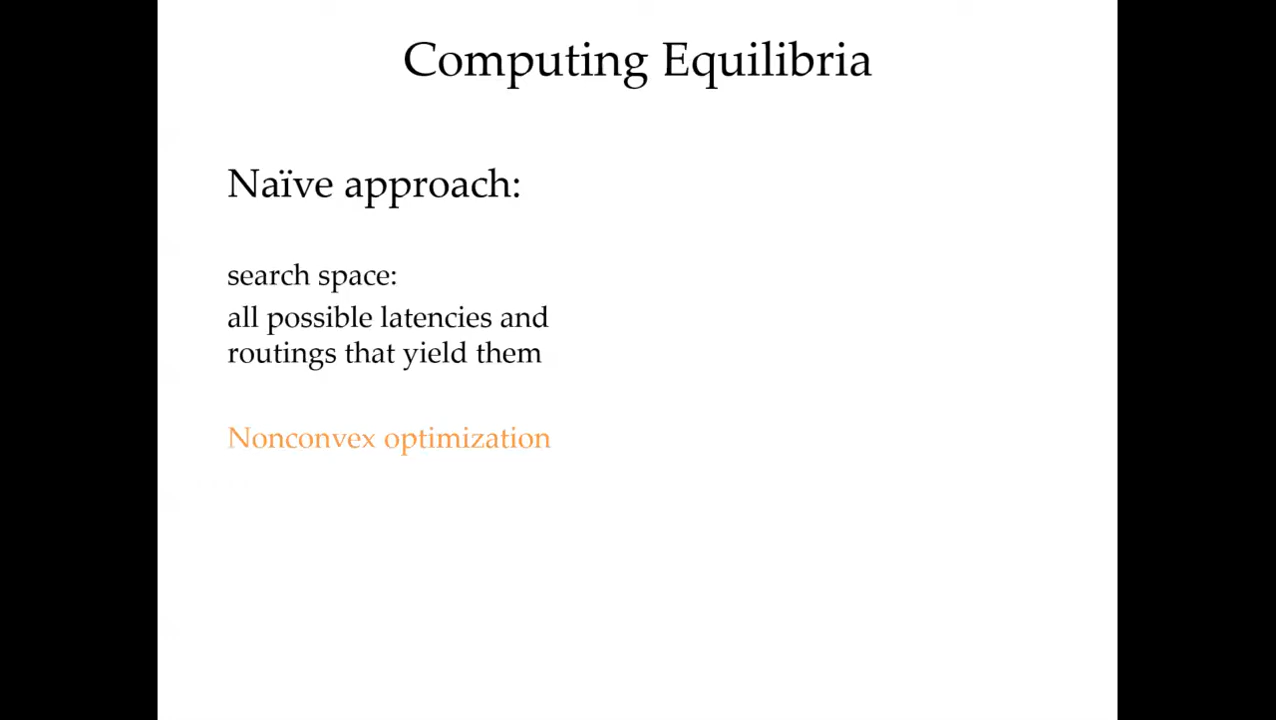 Computing Equilibria
Naïve approach:
search space:
all possible latencies and
routings that yield them
Nonconvex optimization